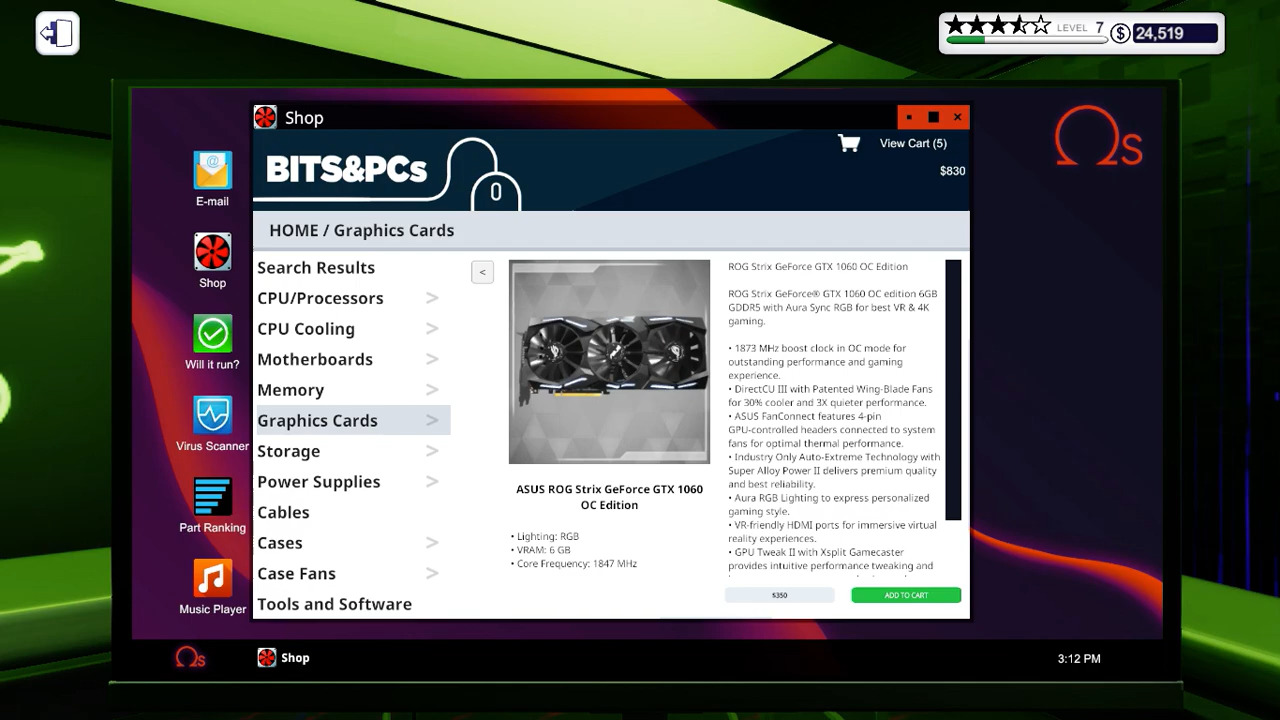 LEVEL 7
$ 24,519
Shop
BITS&PCs
View Cart (5)
$830
HOME / Graphics Cards
E-mail
Shop
Will it run?
Virus Scanner
Part Ranking
Music Player
Search Results
CPU/Processors >
CPU Cooling >
Motherboards >
Memory >
Graphics Cards >
Storage >
Power Supplies >
Cables
Cases >
Case Fans >
Tools and Software
<
ASUS ROG Strix GeForce GTX 1060
OC Edition
• Lighting: RGB
• VRAM: 6 GB
• Core Frequency: 1847 MHz
ROG Strix GeForce GTX 1060 OC Edition
ROG Strix GeForce® GTX 1060 OC edition 6GB
GDDR5 with Aura Sync RGB for best VR & 4K
gaming.
• 1873 MHz boost clock in OC mode for
outstanding performance and gaming
experience.
• DirectCU III with Patented Wing-Blade Fans
for 30% cooler and 3X quieter performance.
• ASUS FanConnect features 4-pin
GPU-controlled headers connected to system
fans for optimal thermal performance.
• Industry Only Auto-Extreme Technology with
Super Alloy Power II delivers premium quality
and best reliability.
• Aura RGB Lighting to express personalized
gaming style.
• VR-friendly HDMI ports for immersive virtual
reality experiences.
• GPU Tweak II with Xsplit Gamecaster
provides intuitive performance tweaking and
$350
ADD TO CART
Ωs
Ωs
Shop
3:12 PM